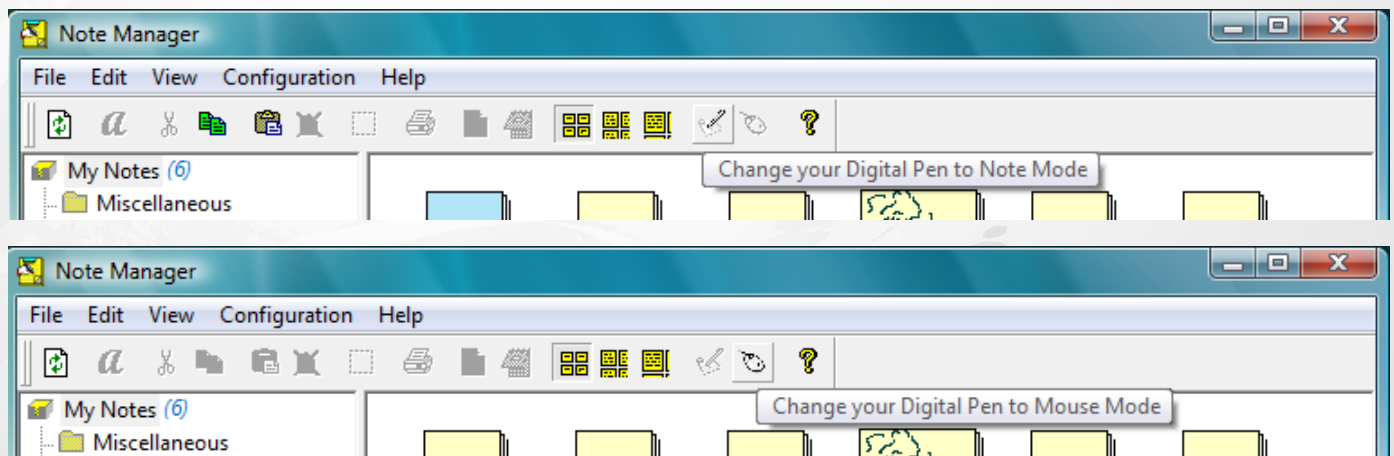 Note Manager
File Edit View Configuration Help
Change your Digital Pen to Note Mode
My Notes (6)
Miscellaneous
Note Manager
File Edit View Configuration Help
Change your Digital Pen to Mouse Mode
My Notes (6)
Miscellaneous